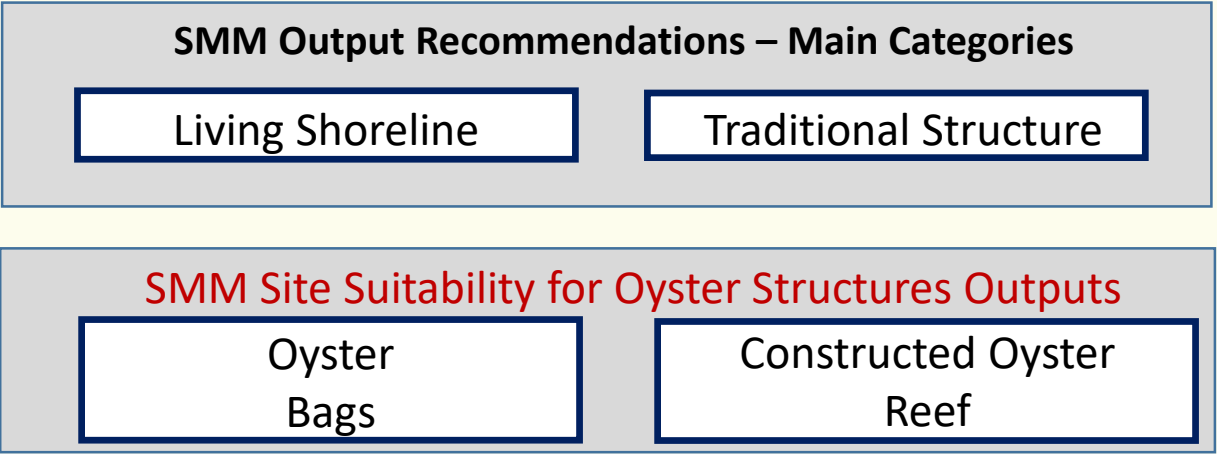 SMM Output Recommendations – Main Categories
Living Shoreline
Traditional Structure
SMM Site Suitability for Oyster Structures Outputs
Oyster
Bags
Constructed Oyster
Reef